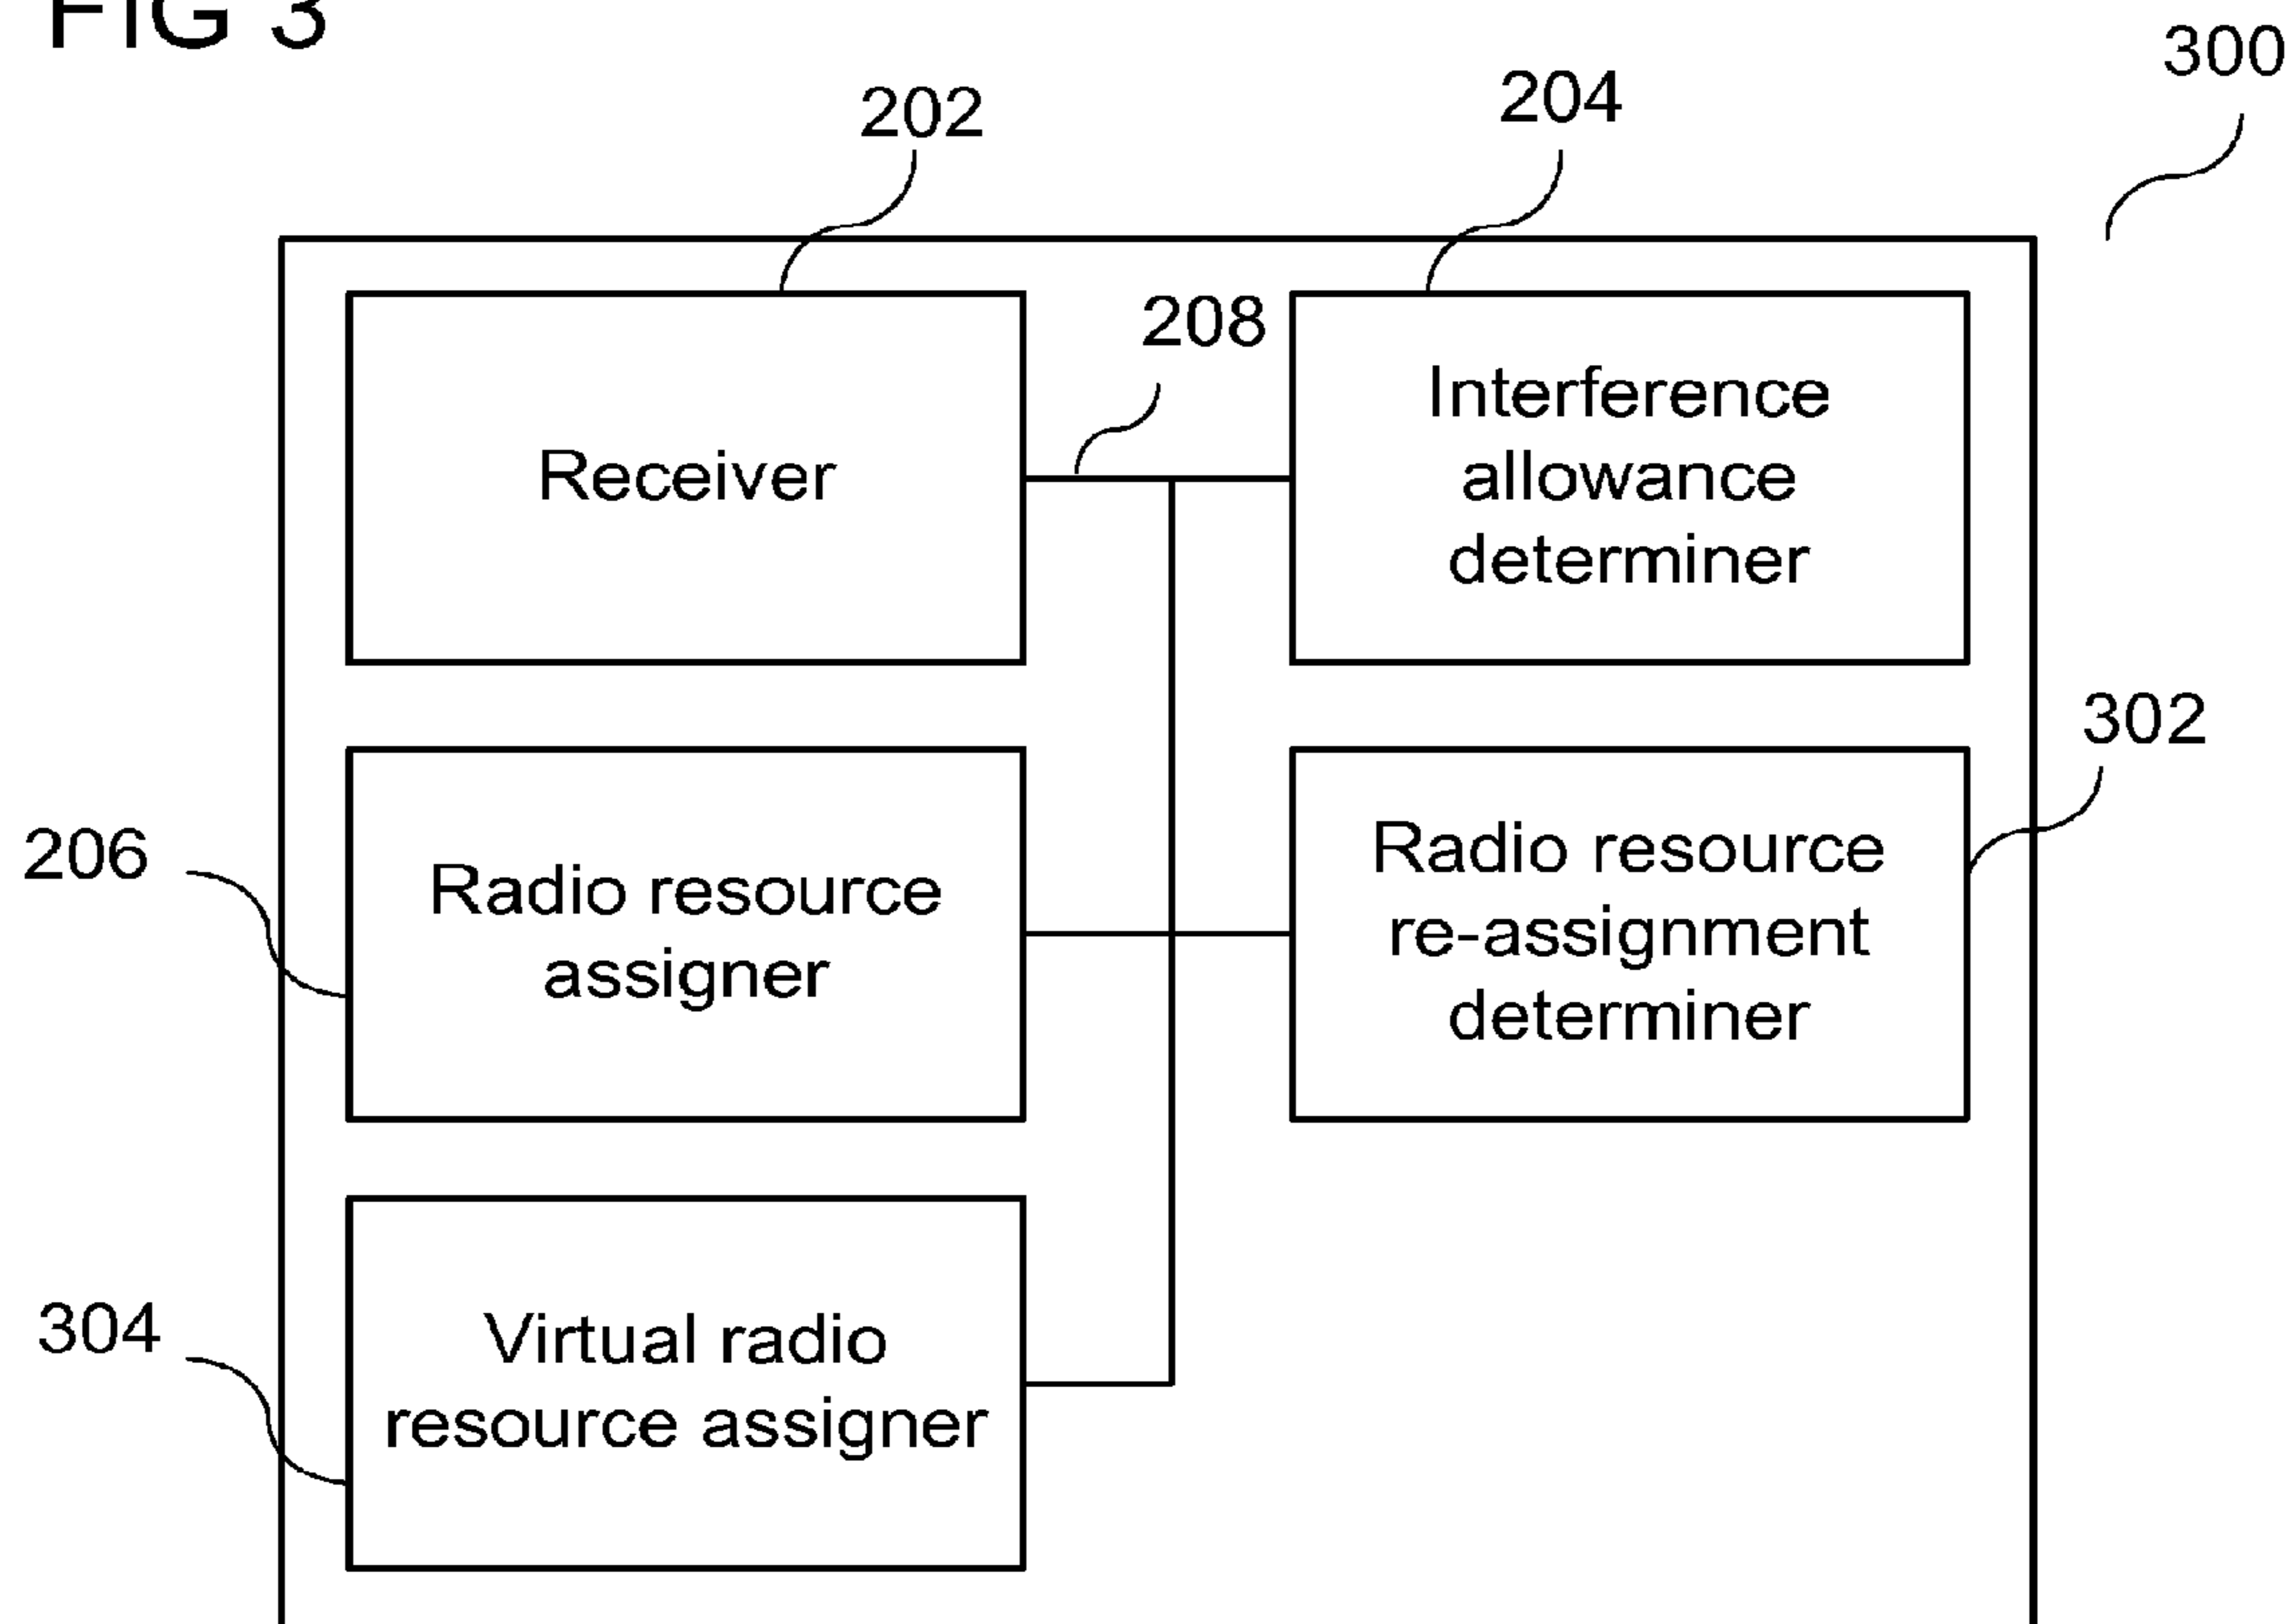 FIG 3
300
202
204
208
Receiver
Interference
allowance
determiner
302
206
Radio resource
assigner
Radio resource
re-assignment
determiner
304
Virtual radio
resource assigner